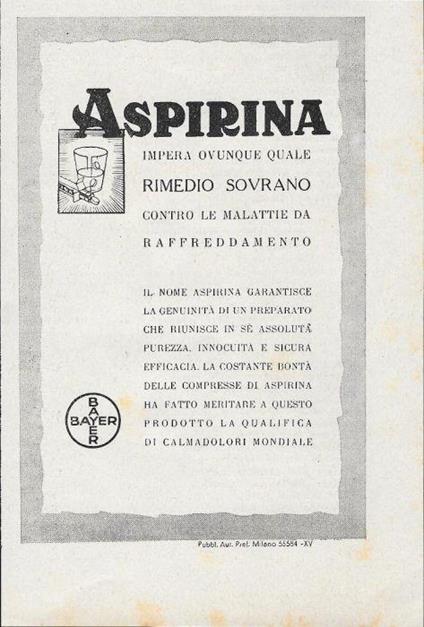 ASPIRINA
IMPERA OVUNQUE QUALE
RIMEDIO SOVRANO
CONTRO LE MALATTIE DA
RAFFREDDAMENTO
IL NOME ASPIRINA GARANTISCE
LA GENUINITÀ DI UN PREPARATO
CHE RIUNISCE IN SÈ ASSOLUTA
PUREZZA, INNOCUITÀ E SICURA
EFFICACIA. LA COSTANTE BONTÀ
DELLE COMPRESSE DI ASPIRINA
HA FATTO MERITARE A QUESTO
PRODOTTO LA QUALIFICA
DI CALMADOLORI MONDIALE
BAYER
BAYER
Pubbl. Aut. Pref. Milano 55584 -XV